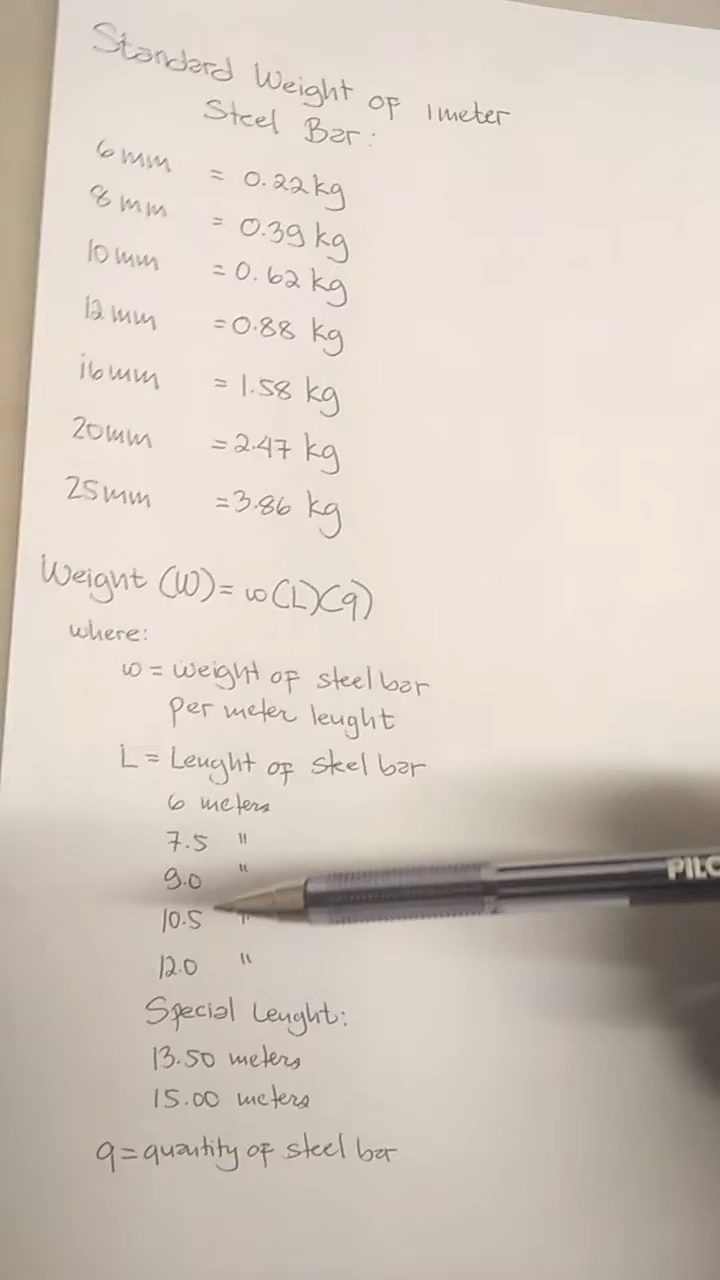 Standard Weight of 1 meter
Steel Bar:
6mm = 0.22kg
8mm = 0.39 kg
10mm = 0.62 kg
12mm = 0.88 kg
16mm = 1.58 kg
20mm = 2.47 kg
25mm = 3.86 kg
Weight (W) = w(L)(q)
where:
w = weight of steel bar
per meter leught
L = Leught of steel bar
6 meters
7.5 "
9.0 "
10.5 "
12.0 "
Special Leught:
13.50 meters
15.00 meters
q = quantity of steel bar
PILO